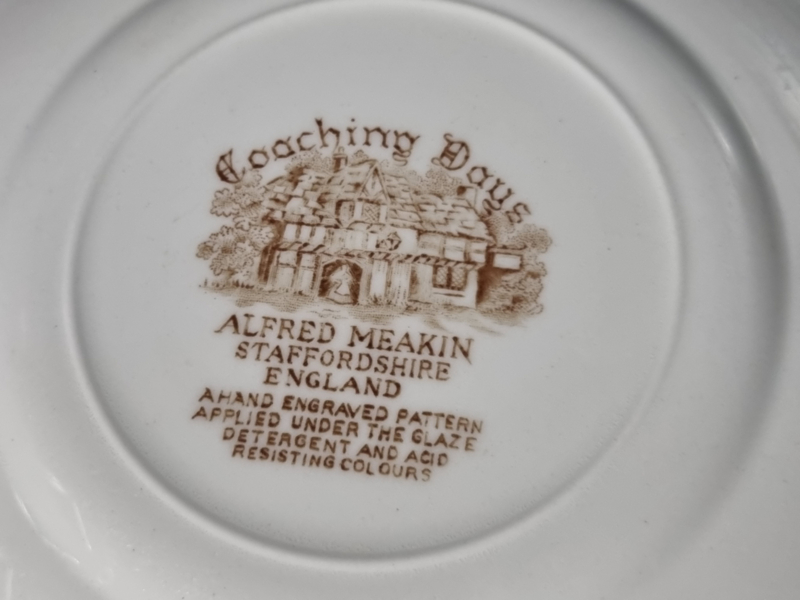 Coaching Days
ALFRED MEAKIN
STAFFORDSHIRE
ENGLAND
A HAND ENGRAVED PATTERN
APPLIED UNDER THE GLAZE
DETERGENT AND ACID
RESISTING COLOURS